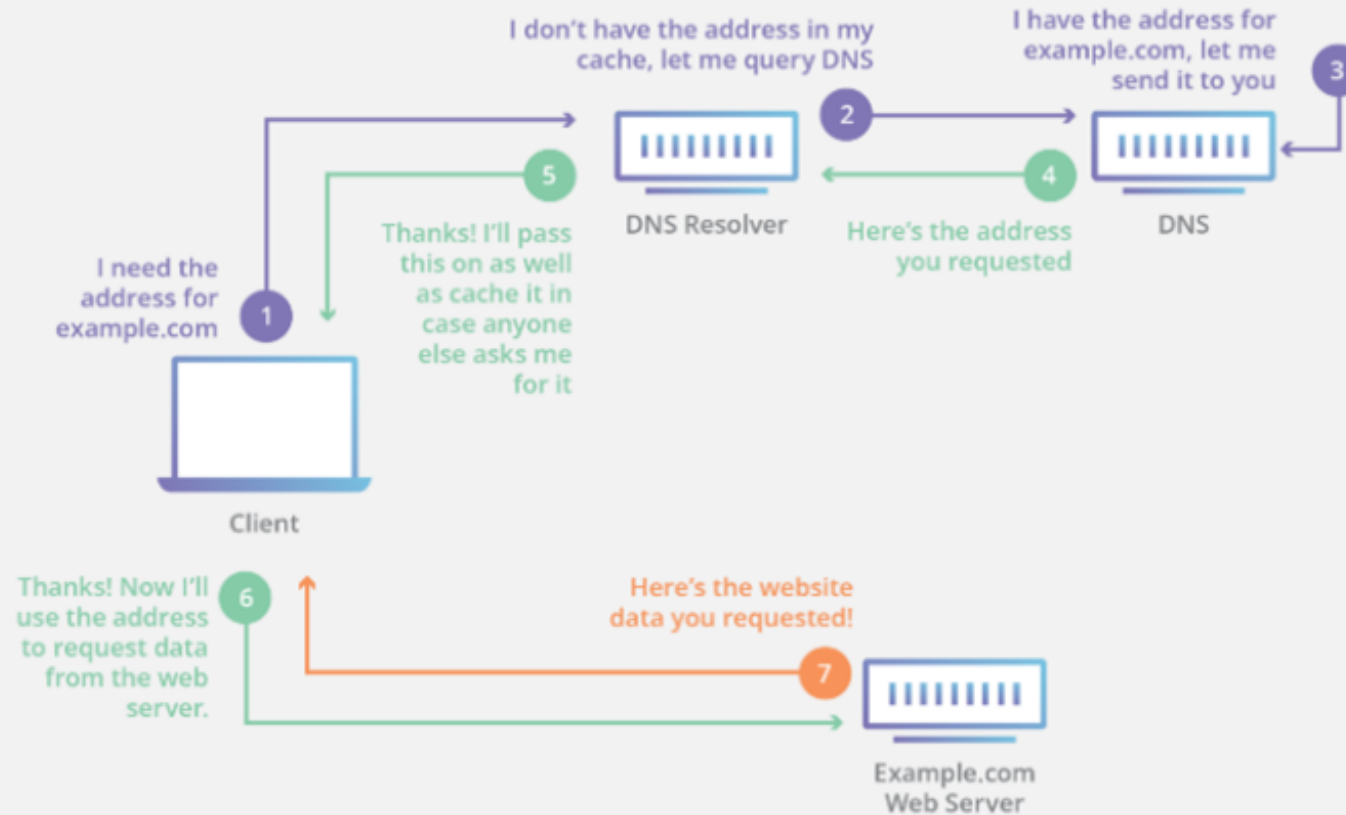 I don't have the address in my
cache, let me query DNS
I have the address for
example.com, let me
send it to you
3
2
5
4
DNS Resolver
DNS
Thanks! I'll pass
this on as well
as cache it in
case anyone
else asks me
for it
Here's the address
you requested
I need the
address for
example.com
1
Client
Thanks! Now I'll
use the address
to request data
from the web
server.
6
Here's the website
data you requested!
7
Example.com
Web Server